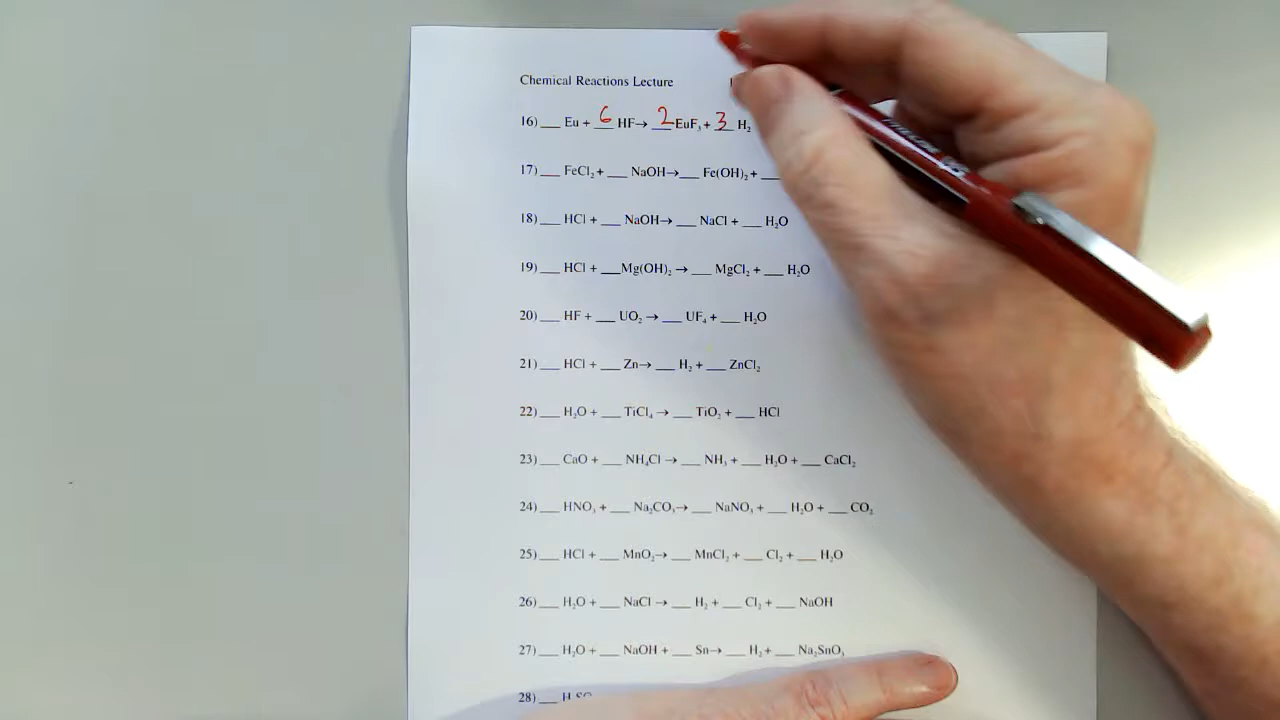 Chemical Reactions Lecture
16) ___ Eu + 6 HF→ 2 EuF₃ + 3 H₂
17) ___ FeCl₂ + ___ NaOH→ ___ Fe(OH)₂ + ___
18) ___ HCl + ___ NaOH→ ___ NaCl + ___ H₂O
19) ___ HCl + ___ Mg(OH)₂ → ___ MgCl₂ + ___ H₂O
20) ___ HF + ___ UO₂ → ___ UF₄ + ___ H₂O
21) ___ HCl + ___ Zn→ ___ H₂ + ___ ZnCl₂
22) ___ H₂O + ___ TiCl₄ → ___ TiO₂ + ___ HCl
23) ___ CaO + ___ NH₄Cl → ___ NH₃ + ___ H₂O + ___ CaCl₂
24) ___ HNO₃ + ___ Na₂CO₃→ ___ NaNO₃ + ___ H₂O + ___ CO₂
25) ___ HCl + ___ MnO₂→ ___ MnCl₂ + ___ Cl₂ + ___ H₂O
26) ___ H₂O + ___ NaCl → ___ H₂ + ___ Cl₂ + ___ NaOH
27) ___ H₂O + ___ NaOH + ___ Sn→ ___ H₂ + ___ Na₂SnO₃
28) ___